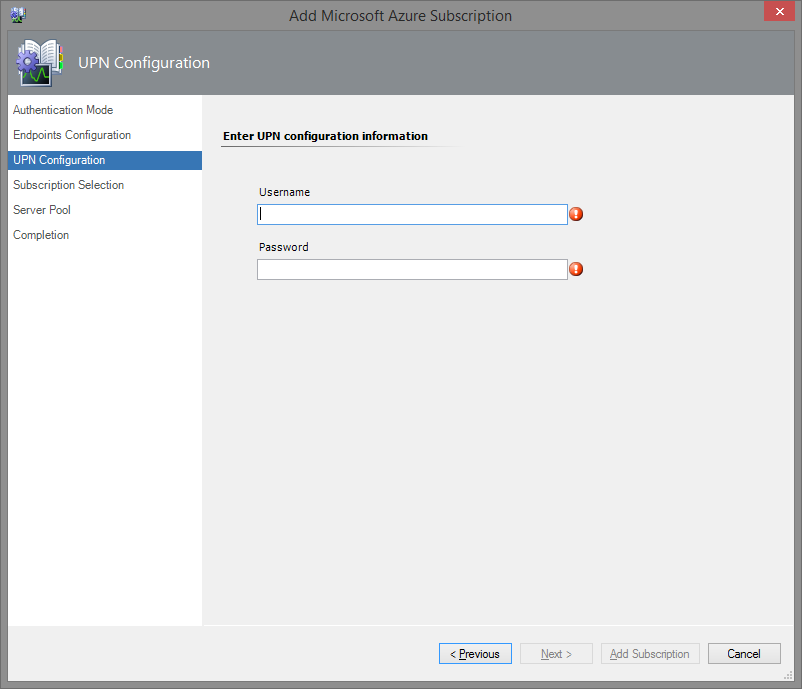 Add Microsoft Azure Subscription
UPN Configuration
Authentication Mode
Endpoints Configuration
UPN Configuration
Subscription Selection
Server Pool
Completion
Enter UPN configuration information
Username
Password
< Previous
Next >
Add Subscription
Cancel